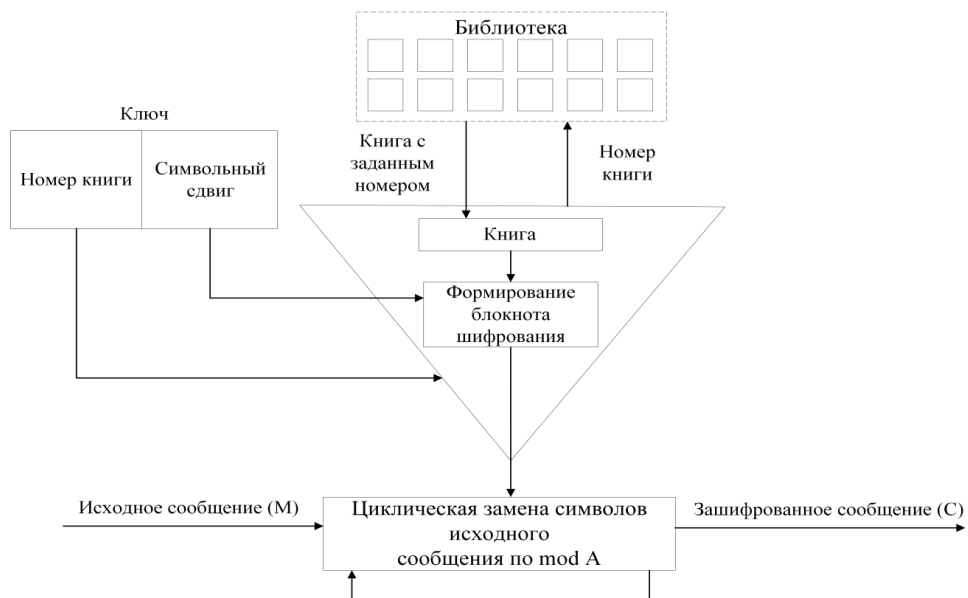 Библиотека
Ключ
Номер книги
Символьный
сдвиг
Книга с
заданным
номером
Номер
книги
Книга
Формирование
блокнота
шифрования
Исходное сообщение (M)
Циклическая замена символов
исходного
сообщения по mod A
Зашифрованное сообщение (C)